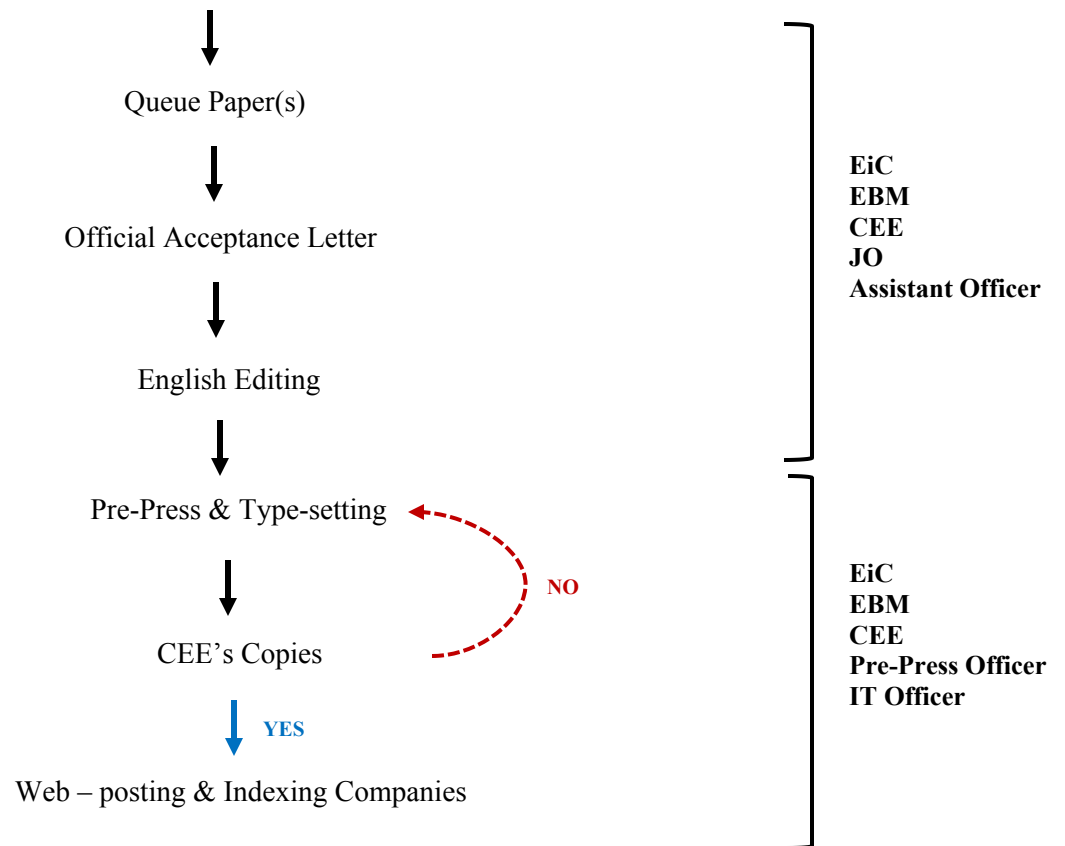 Queue Paper(s)
Official Acceptance Letter
English Editing
EiC
EBM
CEE
JO
Assistant Officer
Pre-Press & Type-setting
NO
CEE’s Copies
YES
Web – posting & Indexing Companies
EiC
EBM
CEE
Pre-Press Officer
IT Officer